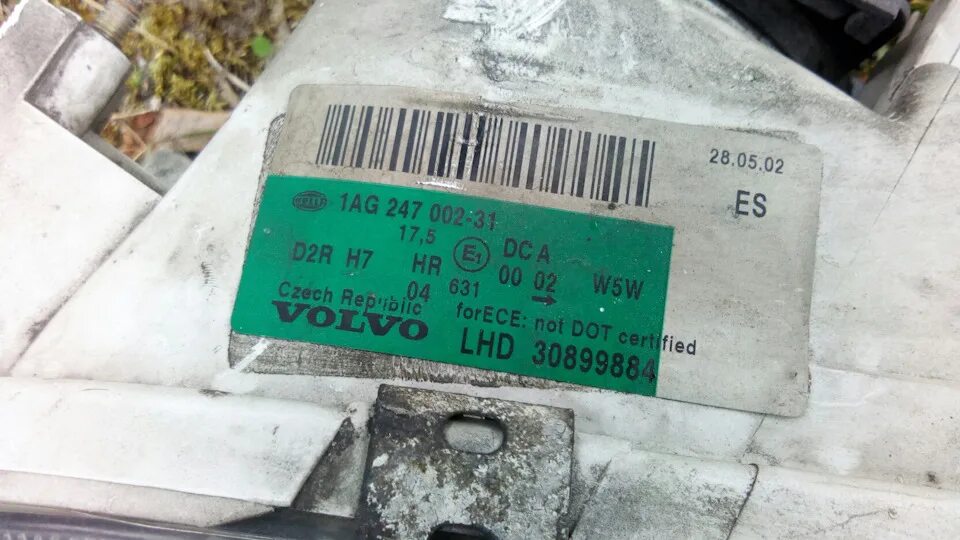 28.05.02
ES
HELLA 1AG 247 002-31
17,5 E1 DC A
D2R H7 HR 00 02 W5W
04 631
Czech Republic
VOLVO
forECE: not DOT certified
LHD 30899884